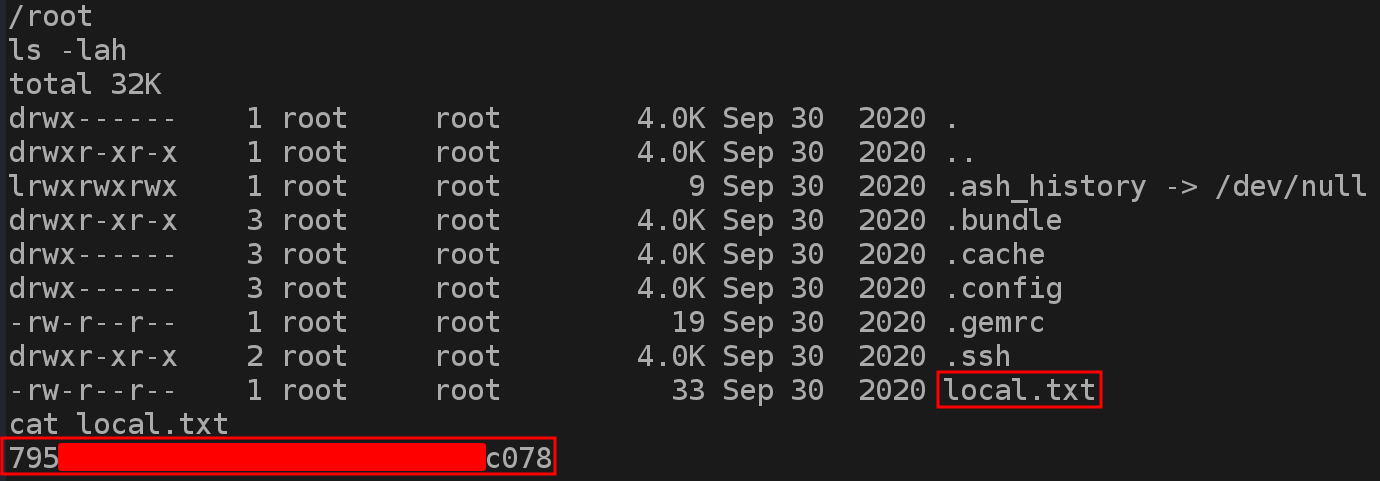 /root
ls -lah
total 32K
drwx------    1 root     root        4.0K Sep 30  2020 .
drwxr-xr-x    1 root     root        4.0K Sep 30  2020 ..
lrwxrwxrwx    1 root     root           9 Sep 30  2020 .ash_history -> /dev/null
drwxr-xr-x    3 root     root        4.0K Sep 30  2020 .bundle
drwx------    3 root     root        4.0K Sep 30  2020 .cache
drwx------    3 root     root        4.0K Sep 30  2020 .config
-rw-r--r--    1 root     root          19 Sep 30  2020 .gemrc
drwxr-xr-x    2 root     root        4.0K Sep 30  2020 .ssh
-rw-r--r--    1 root     root          33 Sep 30  2020 local.txt
cat local.txt
795 c078